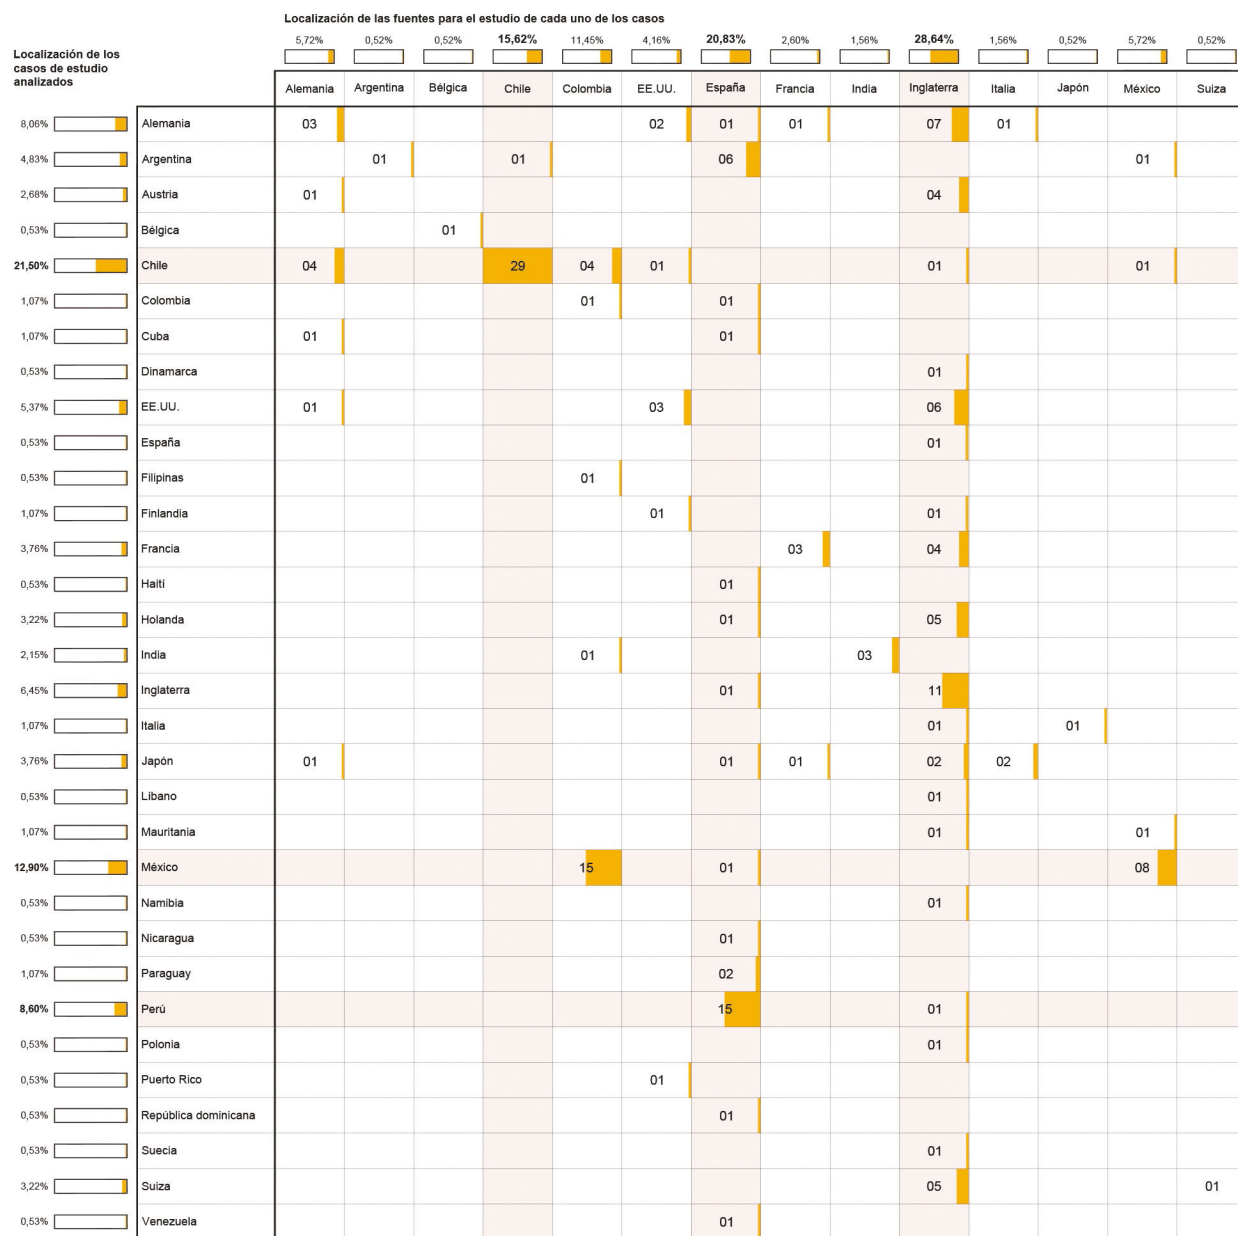 Localización de las fuentes para el estudio de cada uno de los casos
5,72% 0,52% 0,52% 15,62% 11,45% 4,16% 20,83% 2,60% 1,56% 28,64% 1,56% 0,52% 5,72% 0,52%
Localización de los
casos de estudio
analizados
Alemania Argentina Bélgica Chile Colombia EE.UU. España Francia India Inglaterra Italia Japón México Suiza
8,06% Alemania 03 02 01 01 07 01
4,83% Argentina 01 01 06 01
2,68% Austria 01 04
0,53% Bélgica 01
21,50% Chile 04 29 04 01 01 01
1,07% Colombia 01 01
1,07% Cuba 01 01
0,53% Dinamarca 01
5,37% EE.UU. 01 03 06
0,53% España 01
0,53% Filipinas 01
1,07% Finlandia 01 01
3,76% Francia 03 04
0,53% Haití 01
3,22% Holanda 01 05
2,15% India 01 03
6,45% Inglaterra 01 11
1,07% Italia 01 01
3,76% Japón 01 01 01 02 02
0,53% Líbano 01
1,07% Mauritania 01 01
12,90% México 15 01 08
0,53% Namibia 01
0,53% Nicaragua 01
1,07% Paraguay 02
8,60% Perú 15 01
0,53% Polonia 01
0,53% Puerto Rico 01
0,53% República dominicana 01
0,53% Suecia 01
3,22% Suiza 05 01
0,53% Venezuela 01